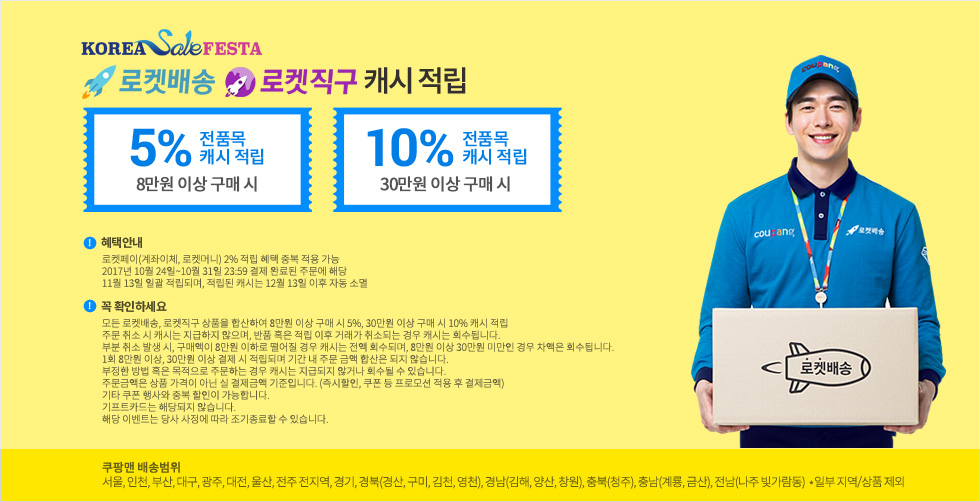 KOREA Sale FESTA
로켓배송 로켓직구 캐시 적립
5% 전품목
캐시 적립
8만원 이상 구매 시
10% 전품목
캐시 적립
30만원 이상 구매 시
! 혜택안내
로켓페이(계좌이체, 로켓머니) 2% 적립 혜택 중복 적용 가능
2017년 10월 24일~10월 31일 23:59 결제 완료된 주문에 해당
11월 13일 일괄 적립되며, 적립된 캐시는 12월 13일 이후 자동 소멸
! 꼭 확인하세요
모든 로켓배송, 로켓직구 상품을 합산하여 8만원 이상 구매 시 5%, 30만원 이상 구매 시 10% 캐시 적립
주문 취소 시 캐시는 지급하지 않으며, 반품 혹은 적립 이후 거래가 취소되는 경우 캐시는 회수됩니다.
부분 취소 발생 시, 구매액이 8만원 이하로 떨어질 경우 캐시는 전액 회수되며, 8만원 이상 30만원 미만인 경우 차액은 회수됩니다.
1회 8만원 이상, 30만원 이상 결제 시 적립되며 기간 내 주문 금액 합산은 되지 않습니다.
부정한 방법 혹은 목적으로 주문하는 경우 캐시는 지급되지 않거나 회수될 수 있습니다.
주문금액은 상품 가격이 아닌 실 결제금액 기준입니다. (즉시할인, 쿠폰 등 프로모션 적용 후 결제금액)
기타 쿠폰 행사와 중복 할인이 가능합니다.
기프트카드는 해당되지 않습니다.
해당 이벤트는 당사 사정에 따라 조기종료할 수 있습니다.
coupang
coupang
로켓배송
로켓배송
쿠팡맨 배송범위
서울, 인천, 부산, 대구, 광주, 대전, 울산, 전주 전지역, 경기, 경북(경산, 구미, 김천, 영천), 경남(김해, 양산, 창원), 충북(청주), 충남(계룡, 금산), 전남(나주 빛가람동) *일부 지역/상품 제외